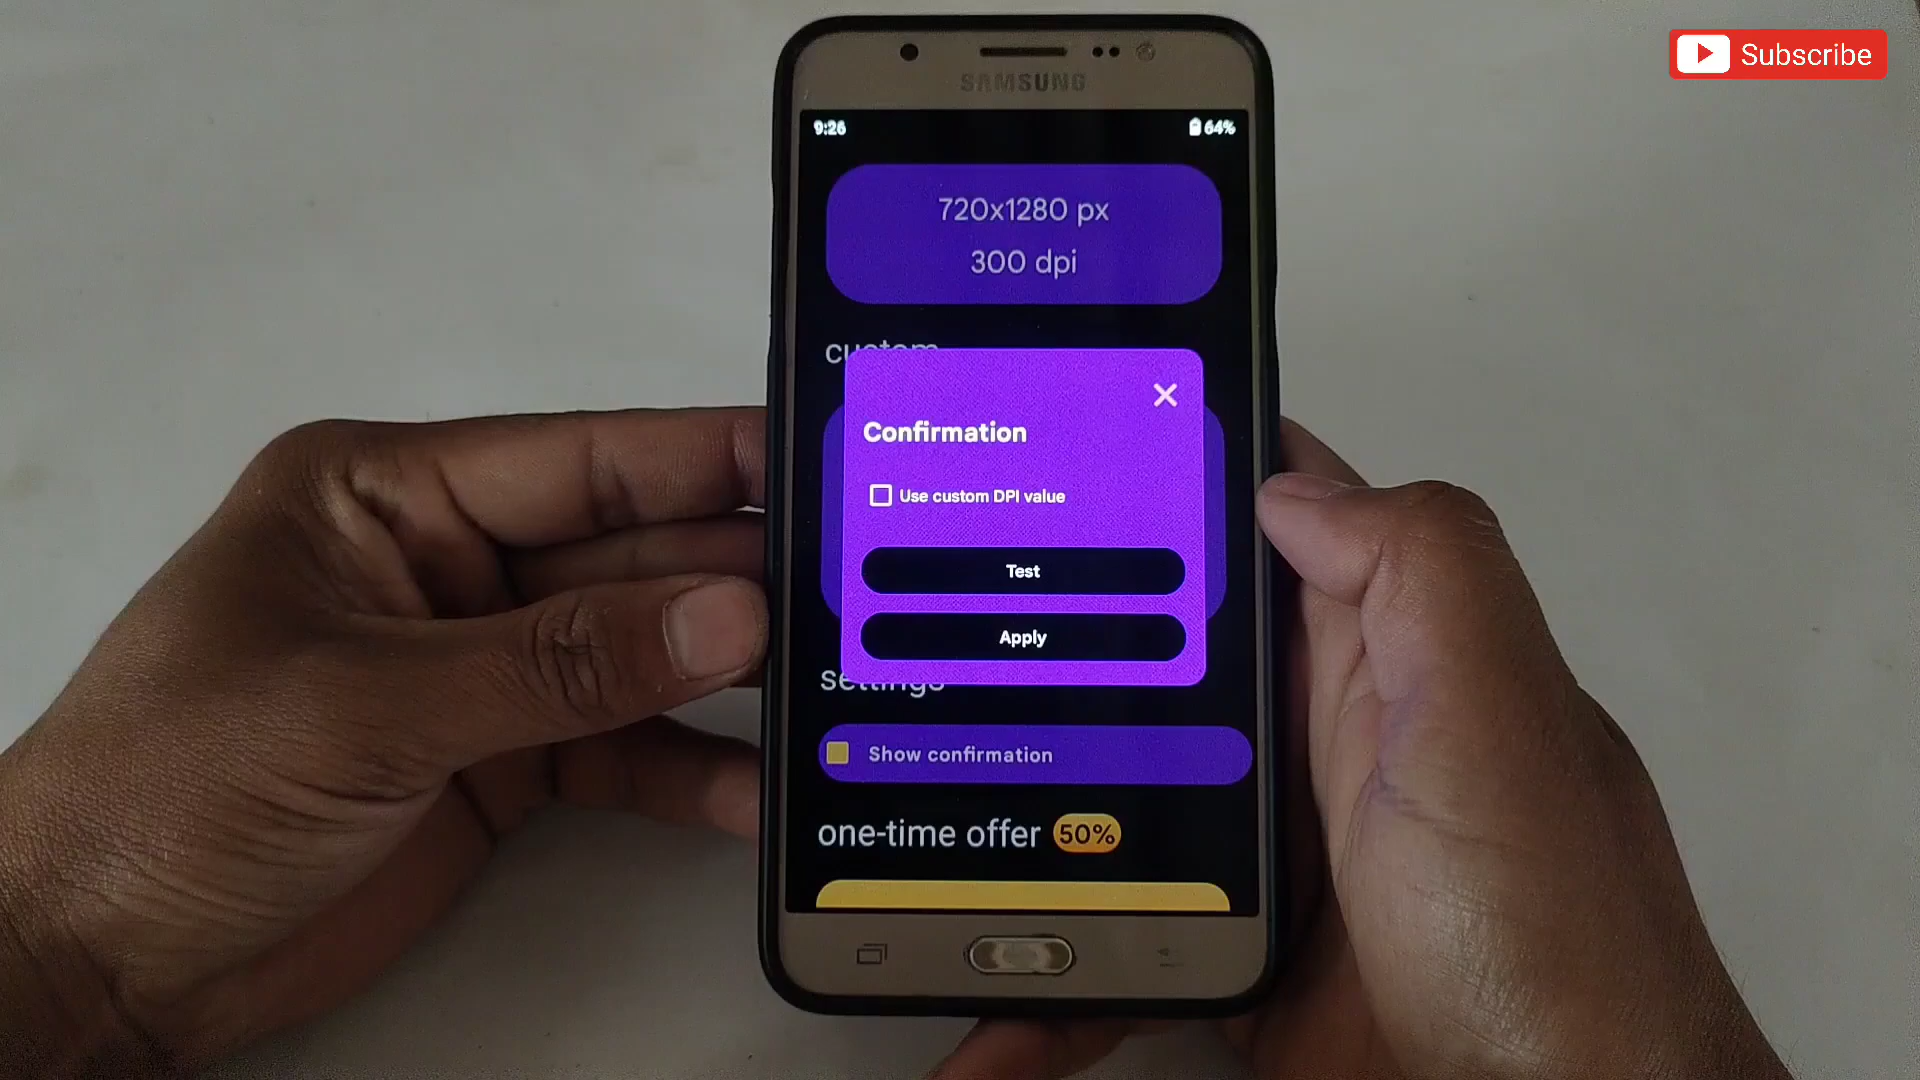 Subscribe
SAMSUNG
9:26
64%
720x1280 px
300 dpi
custom
Confirmation
Use custom DPI value
Test
Apply
settings
Show confirmation
one-time offer 50%